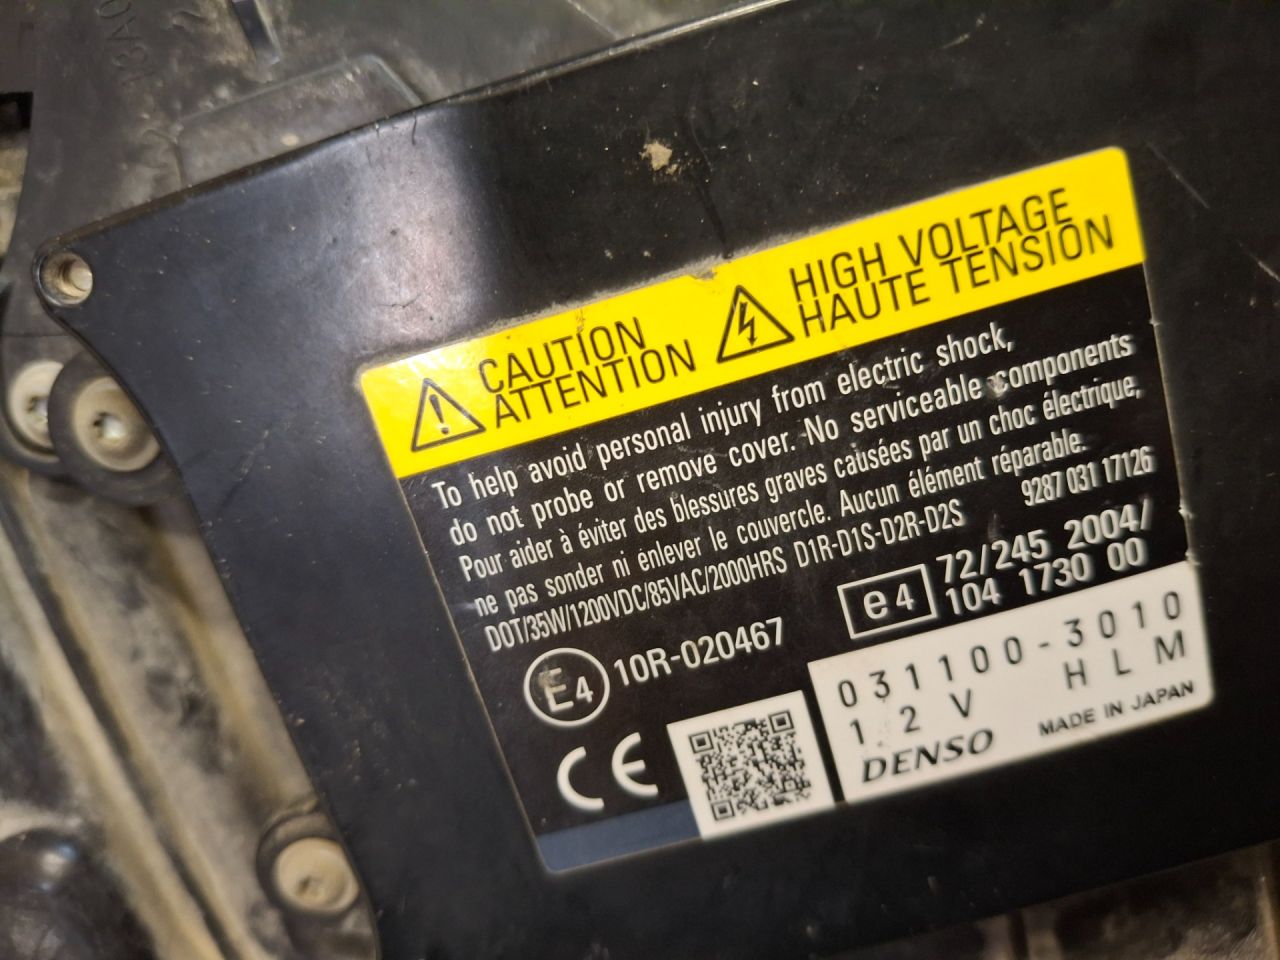 CAUTION
ATTENTION
HIGH VOLTAGE
HAUTE TENSION
To help avoid personal injury from electric shock,
do not probe or remove cover. No serviceable components
Pour aider à éviter des blessures graves causées par un choc électrique,
ne pas sonder ni énlever le couvercle. Aucun elément réparable.
DOT/35W/1200VDC/85VAC/2000HRS D1R-D1S-D2R-D2S
9287 031 17126
E4 10R-020467
e4 72/245 2004/
104 1730 00
CE
031100-3010
12V HLM
DENSO MADE IN JAPAN